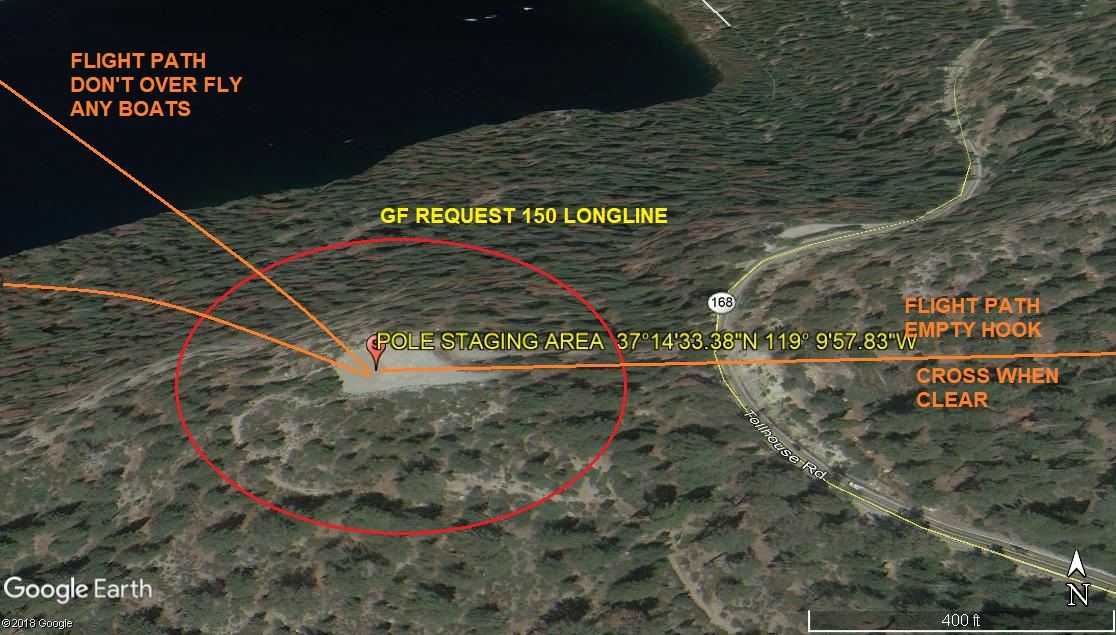 FLIGHT PATH
DON'T OVER FLY
ANY BOATS
GF REQUEST 150 LONGLINE
168
FLIGHT PATH
EMPTY HOOK
POLE STAGING AREA 37°14'33.38"N 119° 9'57.83"W
CROSS WHEN
CLEAR
Tollhouse Rd
Google Earth
©2018 Google
N
400 ft